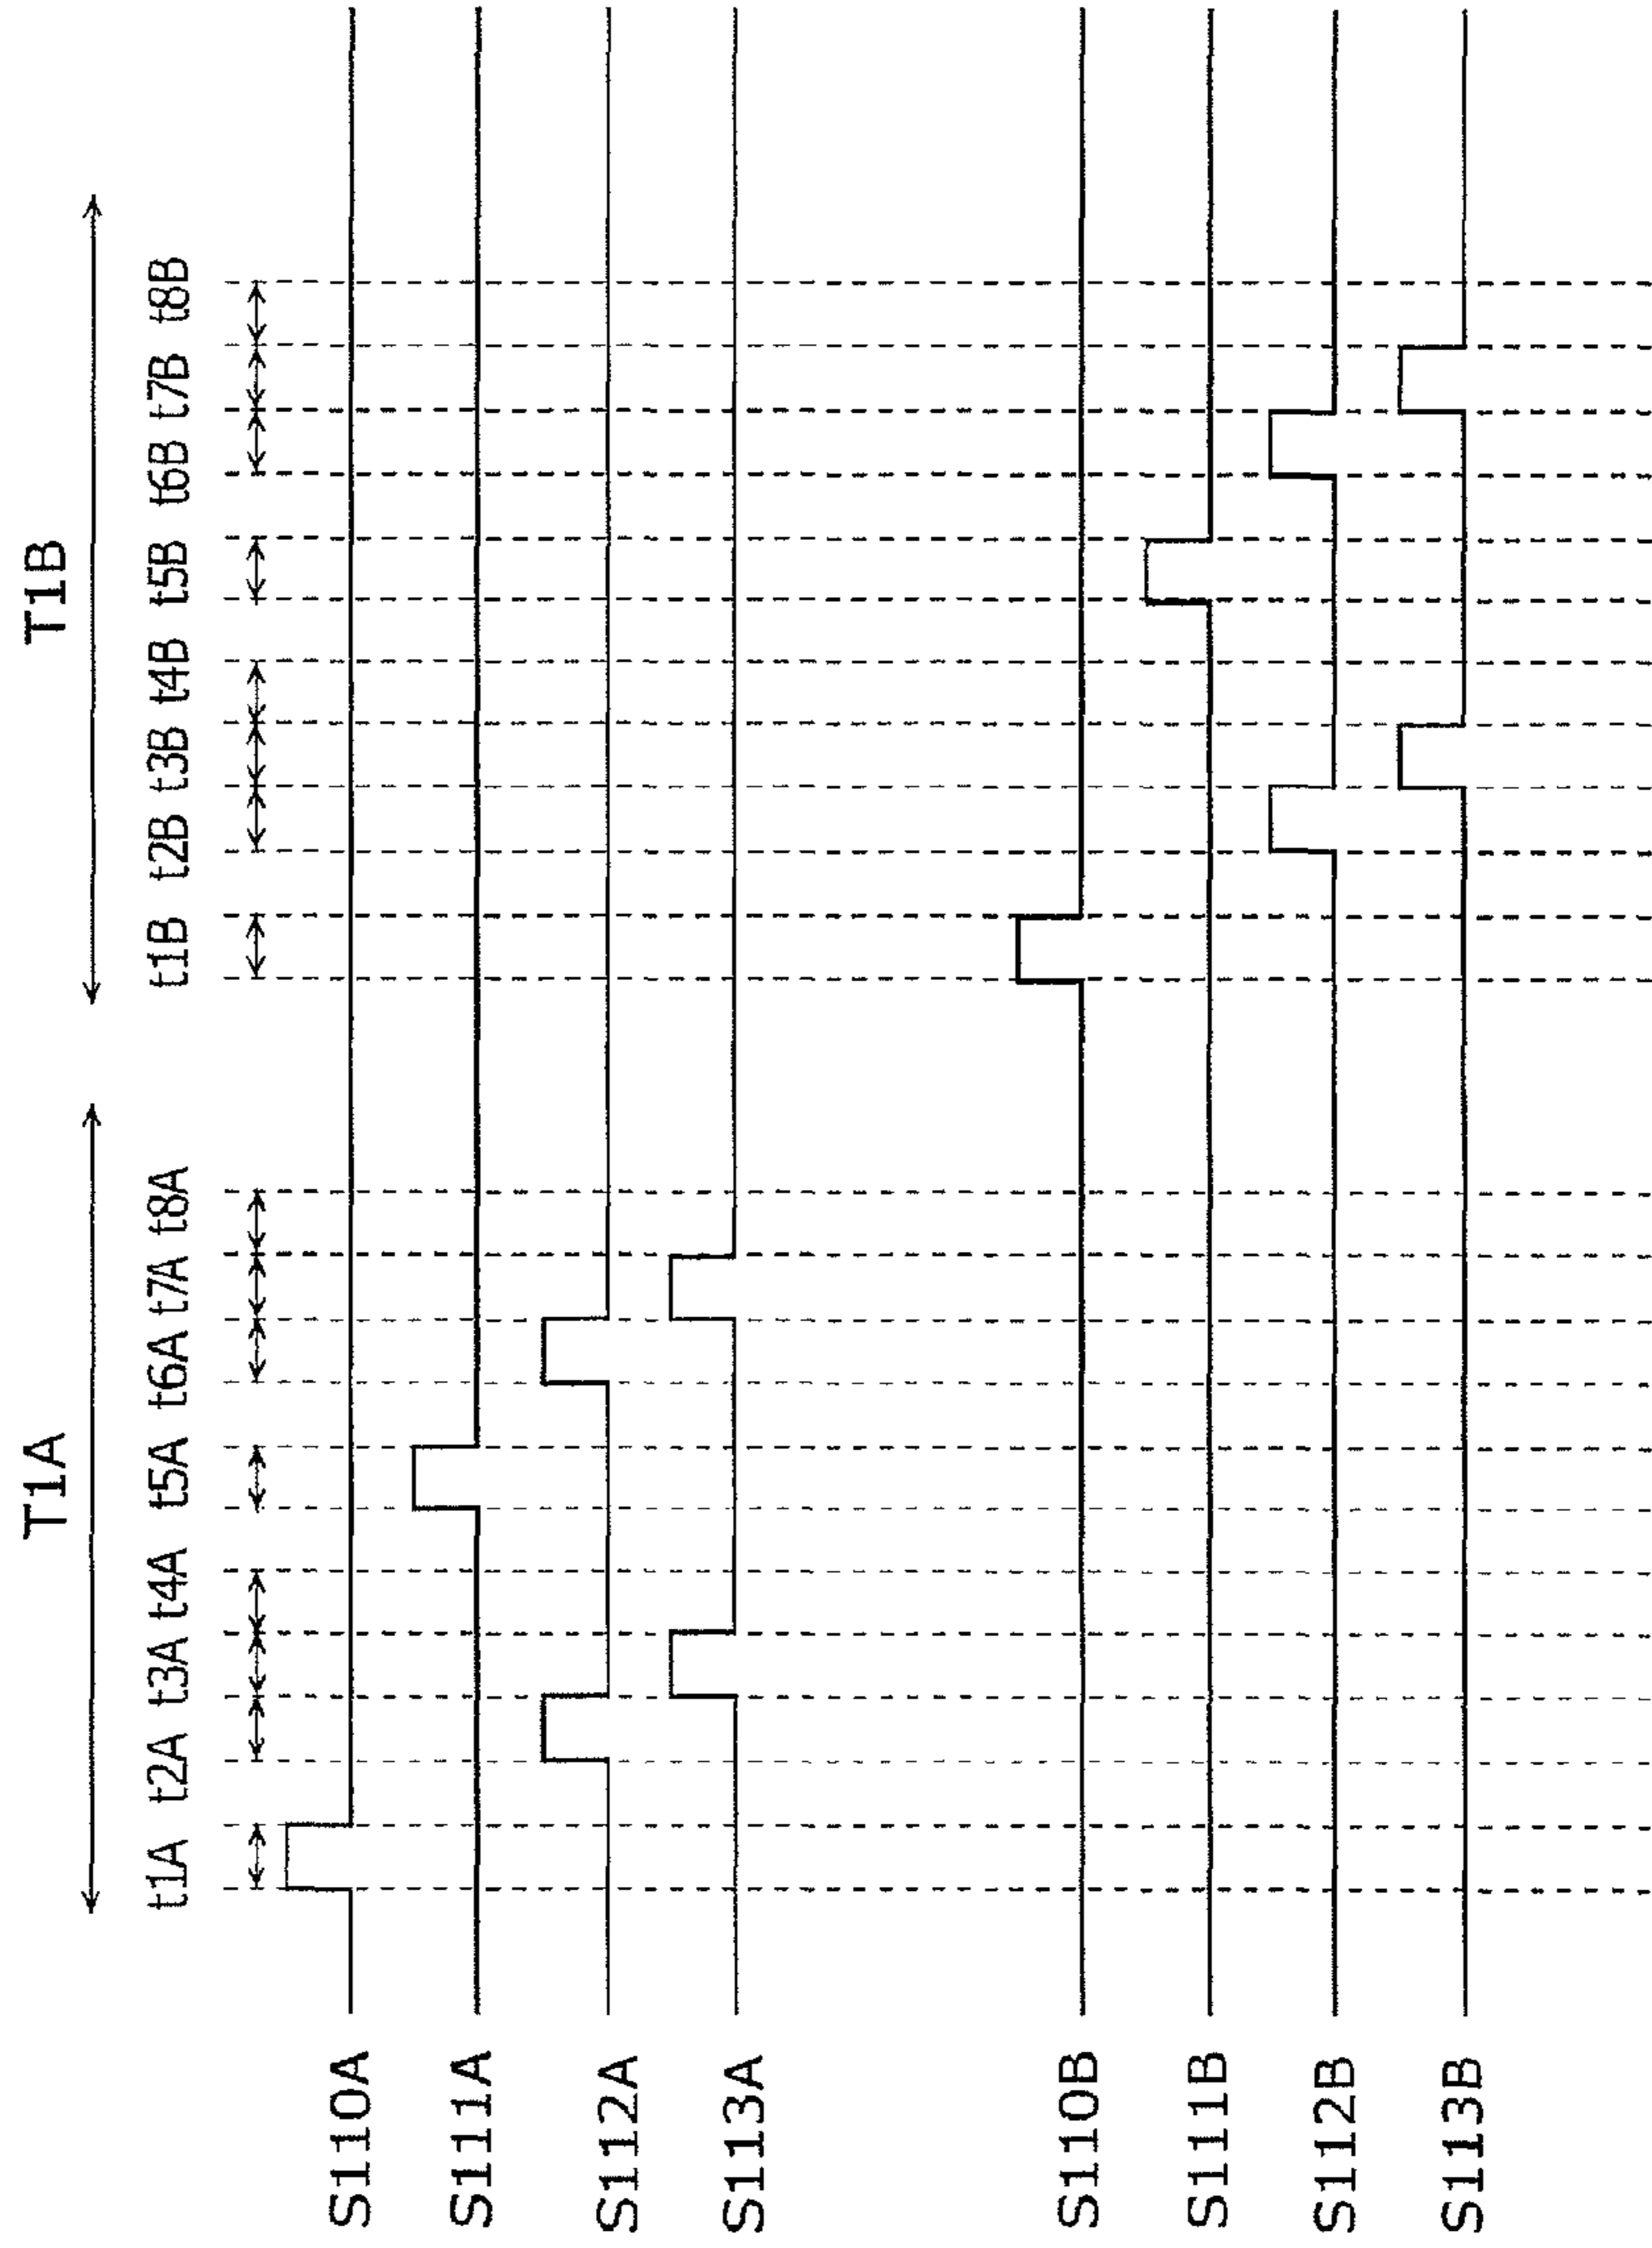 T1A T1B
t1A t2A t3A t4A t5A t6A t7A t8A t1B t2B t3B t4B t5B t6B t7B t8B
S110A
S111A
S112A
S113A
S110B
S111B
S112B
S113B